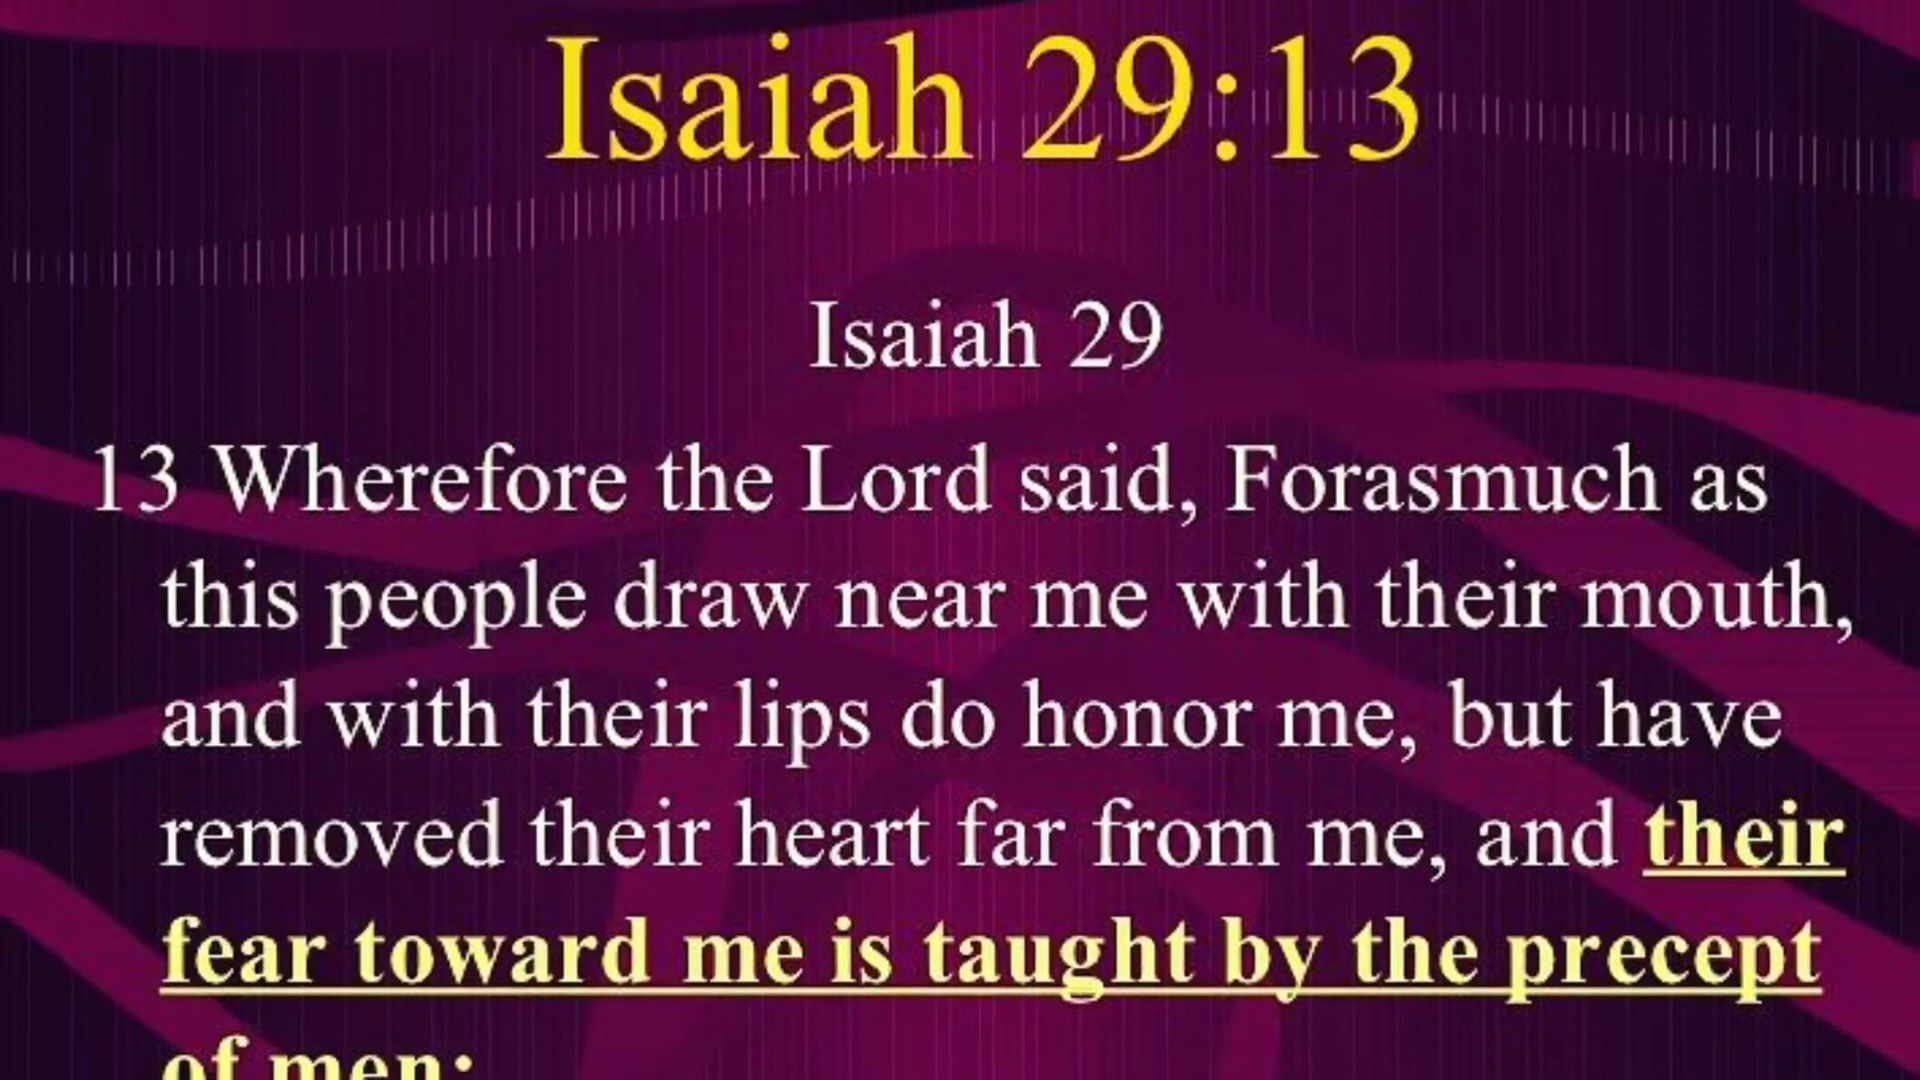 Isaiah 29:13
Isaiah 29
13 Wherefore the Lord said, Forasmuch as
this people draw near me with their mouth,
and with their lips do honor me, but have
removed their heart far from me, and their
fear toward me is taught by the precept
of men: